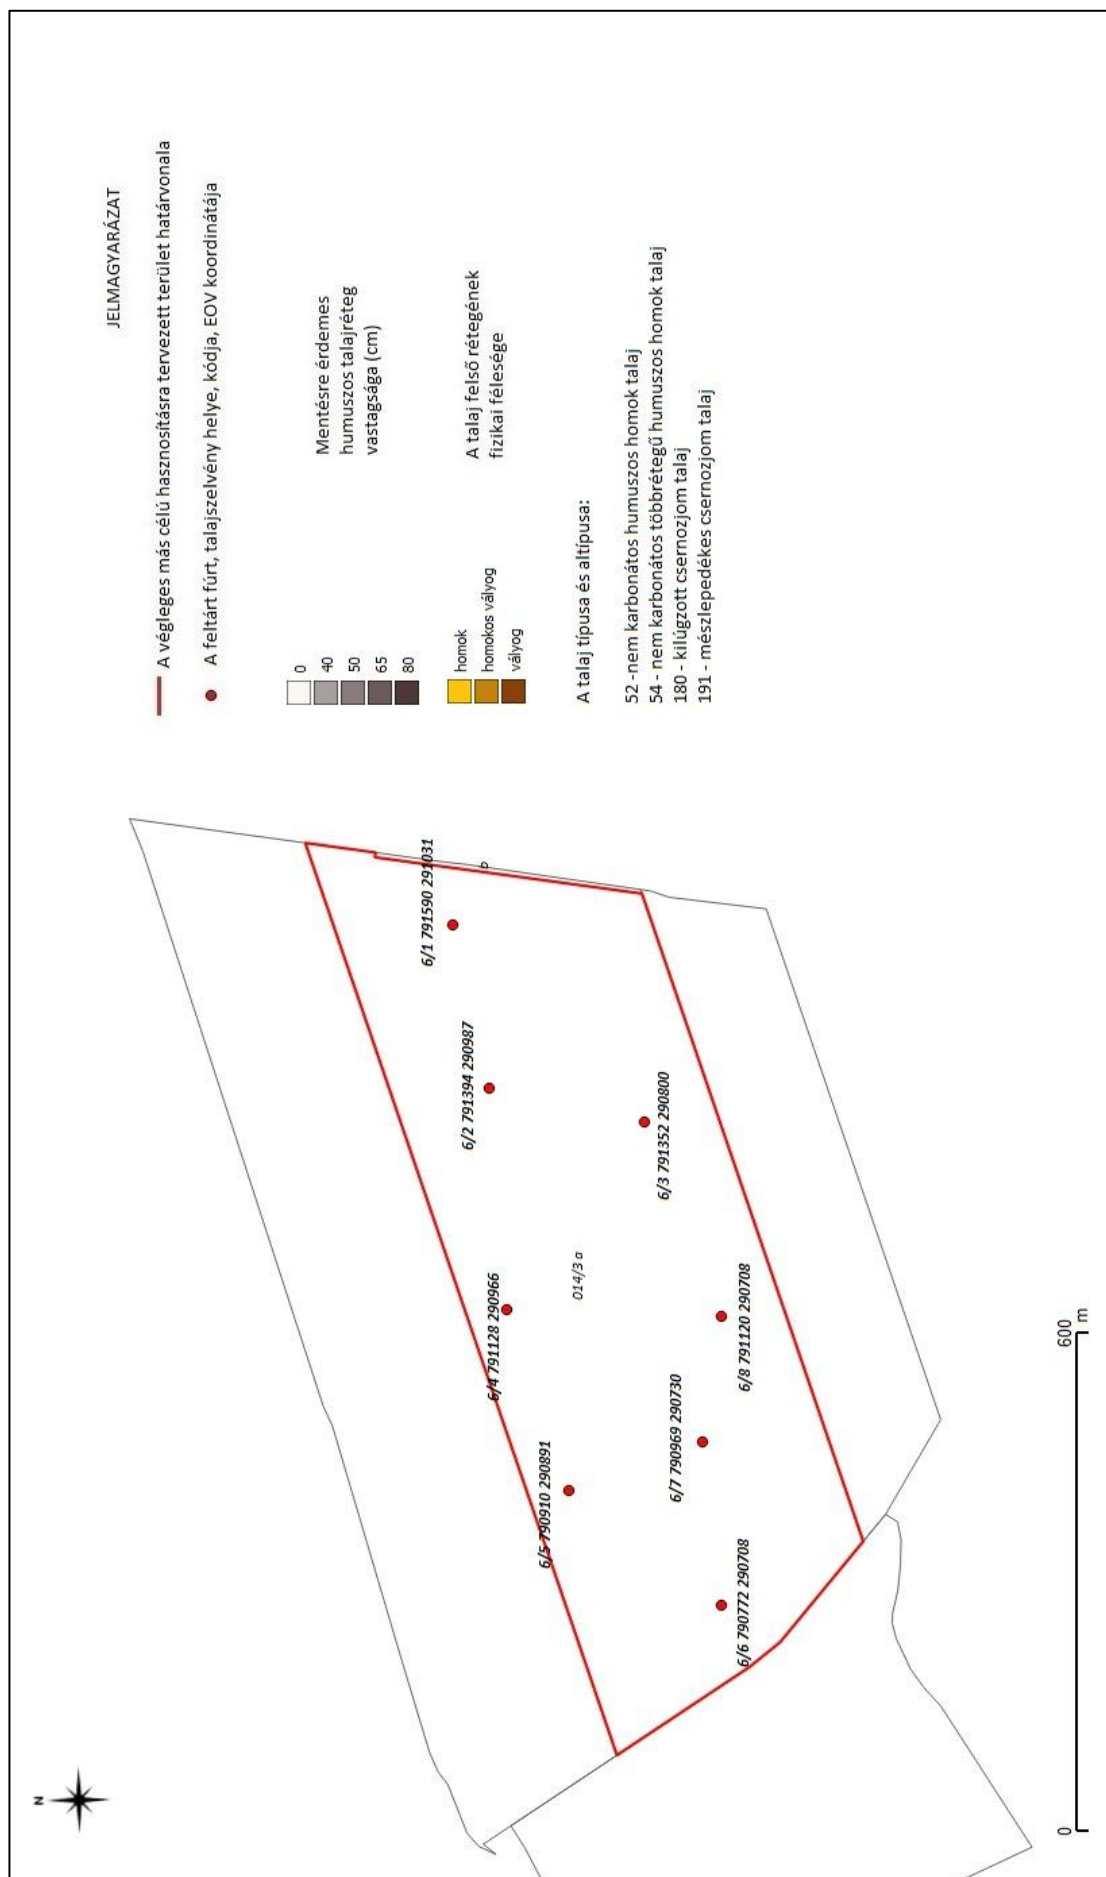 N
JELMAGYARÁZAT
A végleges más célú hasznosításra tervezett terület határvonala
A feltárt fúrt, talajszelvény helye, kódja, EOV koordinátája
Mentésre érdemes
humuszos talajréteg
vastagsága (cm)
0
40
50
65
80
A talaj felső rétegének
fizikai félesége
homok
homokos vályog
vályog
A talaj típusa és altípusa:
52 -nem karbonátos humuszos homok talaj
54 - nem karbonátos többrétegű humuszos homok talaj
180 - kilúgzott csernozjom talaj
191 - mészlepedékes csernozjom talaj
6/1 791590 291031
b
6/2 791394 290987
6/4 791128 290966
6/5 790910 290891
014/3 a
6/3 791352 290800
6/7 790969 290730
6/8 791120 290708
6/6 790772 290708
0
600
m